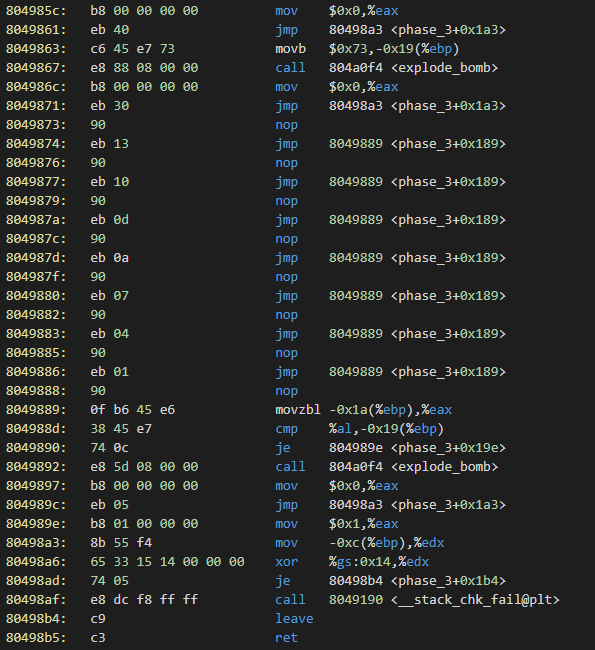 804985c: b8 00 00 00 00 mov $0x0,%eax
8049861: eb 40 jmp 80498a3 <phase_3+0x1a3>
8049863: c6 45 e7 73 movb $0x73,-0x19(%ebp)
8049867: e8 88 08 00 00 call 804a0f4 <explode_bomb>
804986c: b8 00 00 00 00 mov $0x0,%eax
8049871: eb 30 jmp 80498a3 <phase_3+0x1a3>
8049873: 90 nop
8049874: eb 13 jmp 8049889 <phase_3+0x189>
8049876: 90 nop
8049877: eb 10 jmp 8049889 <phase_3+0x189>
8049879: 90 nop
804987a: eb 0d jmp 8049889 <phase_3+0x189>
804987c: 90 nop
804987d: eb 0a jmp 8049889 <phase_3+0x189>
804987f: 90 nop
8049880: eb 07 jmp 8049889 <phase_3+0x189>
8049882: 90 nop
8049883: eb 04 jmp 8049889 <phase_3+0x189>
8049885: 90 nop
8049886: eb 01 jmp 8049889 <phase_3+0x189>
8049888: 90 nop
8049889: 0f b6 45 e6 movzbl -0x1a(%ebp),%eax
804988d: 38 45 e7 cmp %al,-0x19(%ebp)
8049890: 74 0c je 804989e <phase_3+0x19e>
8049892: e8 5d 08 00 00 call 804a0f4 <explode_bomb>
8049897: b8 00 00 00 00 mov $0x0,%eax
804989c: eb 05 jmp 80498a3 <phase_3+0x1a3>
804989e: b8 01 00 00 00 mov $0x1,%eax
80498a3: 8b 55 f4 mov -0xc(%ebp),%edx
80498a6: 65 33 15 14 00 00 00 xor %gs:0x14,%edx
80498ad: 74 05 je 80498b4 <phase_3+0x1b4>
80498af: e8 dc f8 ff ff call 8049190 <__stack_chk_fail@plt>
80498b4: c9 leave
80498b5: c3 ret